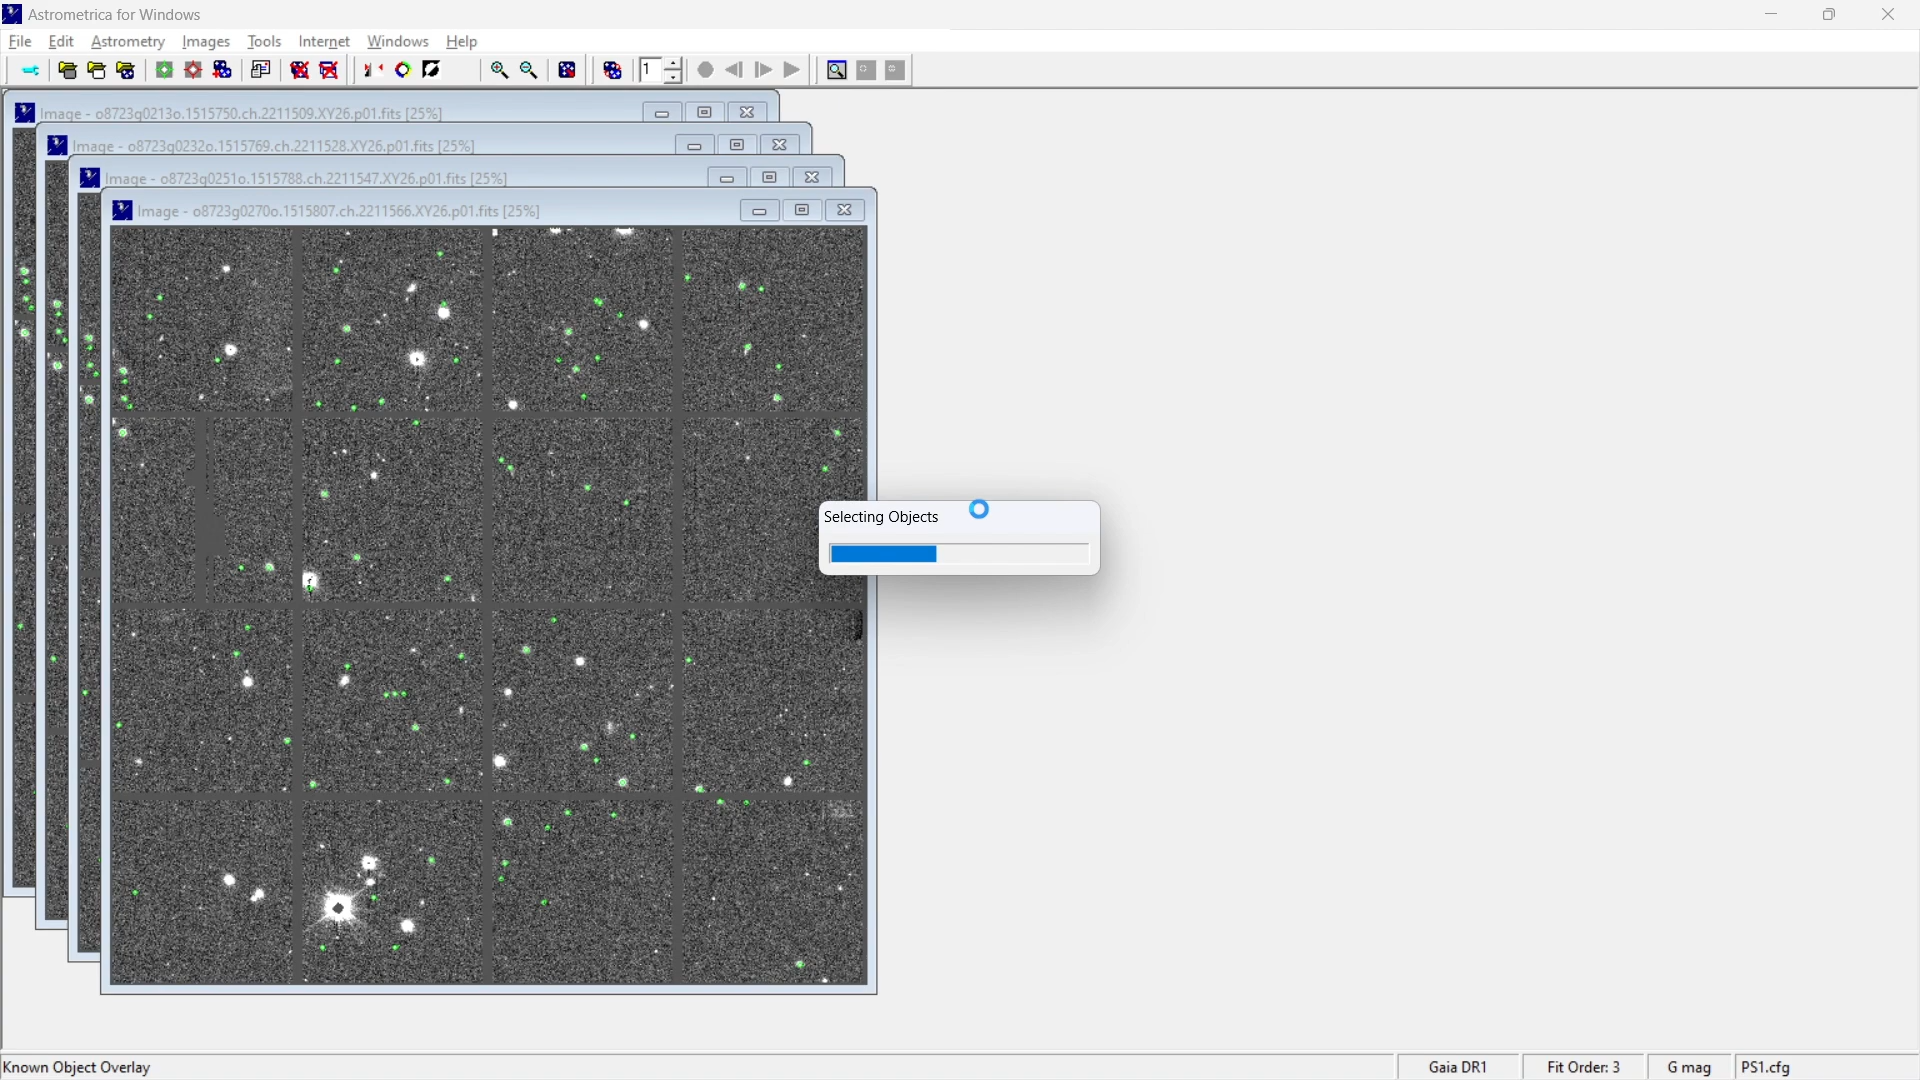 Astrometrica for Windows
File Edit Astrometry Images Tools Internet Windows Help
1
Image - o8723g0213o.1515750.ch.2211509.XY26.p01.fits [25%]
Image - o8723g0232o.1515769.ch.2211528.XY26.p01.fits [25%]
Image - o8723g0251o.1515788.ch.2211547.XY26.p01.fits [25%]
Image - o8723g0270o.1515807.ch.2211566.XY26.p01.fits [25%]
Selecting Objects
Known Object Overlay
Gaia DR1
Fit Order: 3
G mag
PS1.cfg